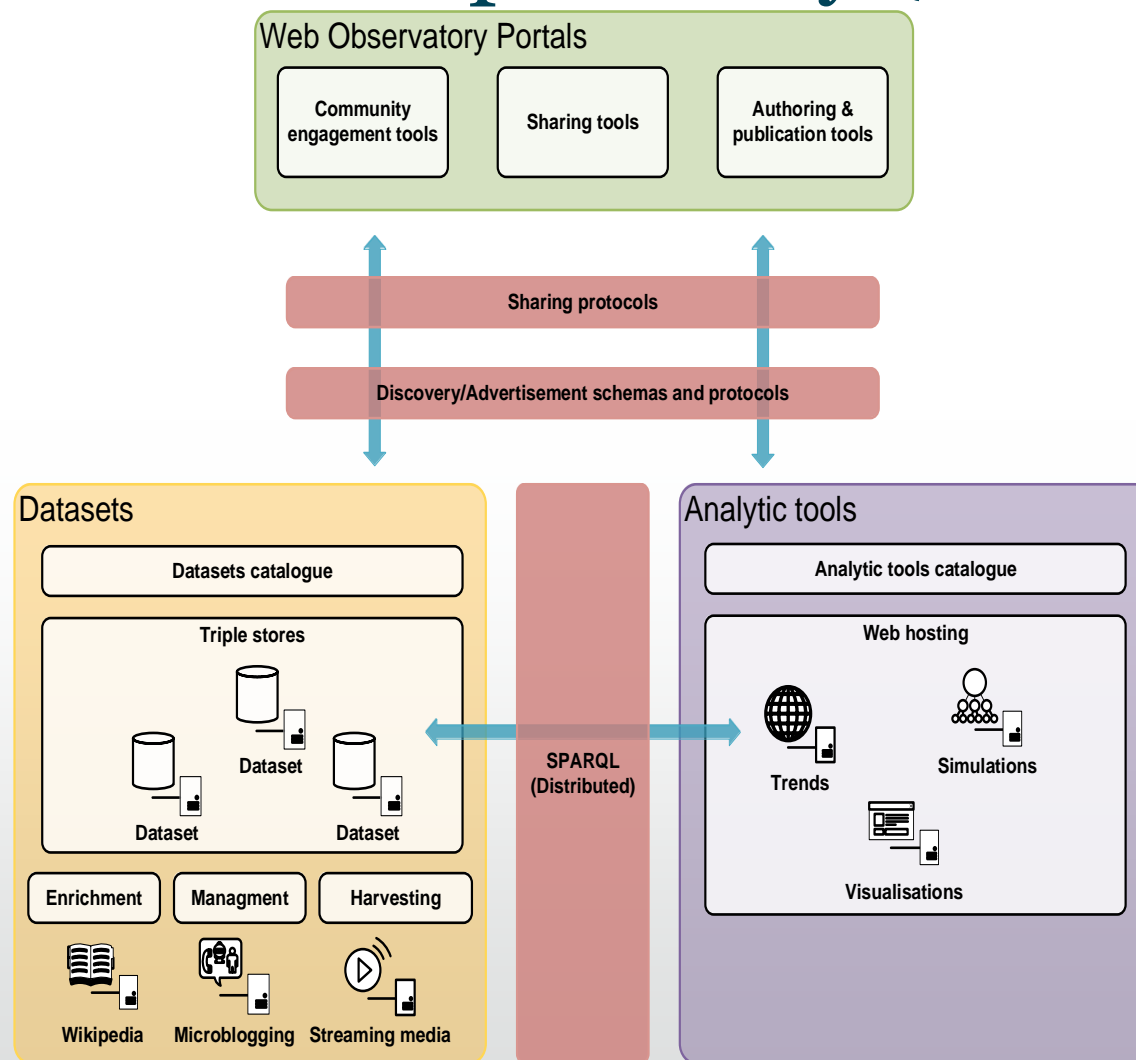 Web Observatory Portals
Community
engagement tools
Sharing tools
Authoring &
publication tools
Sharing protocols
Discovery/Advertisement schemas and protocols
Datasets
Datasets catalogue
Triple stores
Dataset
Dataset
Dataset
Enrichment
Managment
Harvesting
Wikipedia
Microblogging
Streaming media
SPARQL
(Distributed)
Analytic tools
Analytic tools catalogue
Web hosting
Trends
Simulations
Visualisations